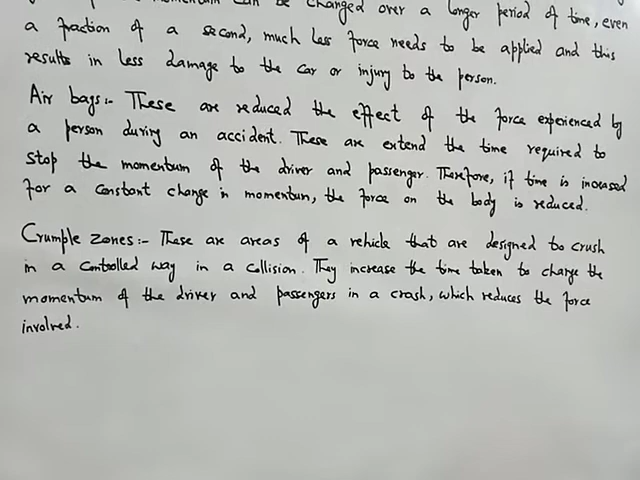 momentum can be changed over a longer period of time, even
a fraction of a second, much less force needs to be applied and this
results in less damage to the car or injury to the person.
Air bags:- These are reduced the effect of the force experienced by
a person during an accident. These are extend the time required to
stop the momentum of the driver and passenger. Therefore, if time is increased
for a constant change in momentum, the force on the body is reduced.
Crumple zones:- These are areas of a vehicle that are designed to crush
in a controlled way in a collision. They increase the time taken to change the
momentum of the driver and passengers in a crash, which reduces the force
involved.